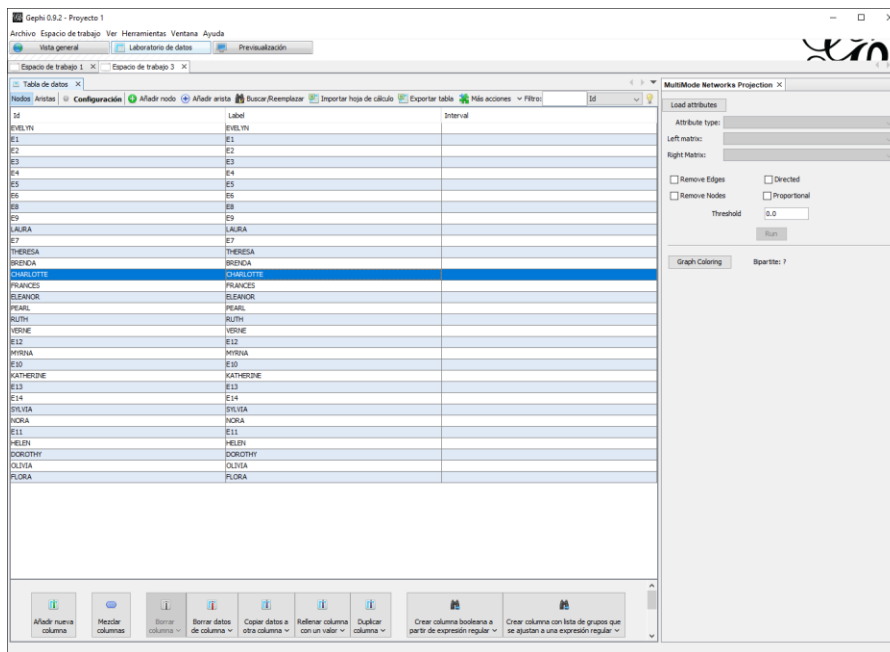 Gephi 0.9.2 - Proyecto 1
Archivo Espacio de trabajo Ver Herramientas Ventana Ayuda
Vista general Laboratorio de datos Previsualización
Espacio de trabajo 1 X Espacio de trabajo 3 X
Tabla de datos X
MultiMode Networks Projection X
Nodos Aristas Configuración Añadir nodo Añadir arista Buscar/Reemplazar Importar hoja de cálculo Exportar tabla Más acciones Filtro: Id
Load attributes
Attribute type:
Left matrix:
Right Matrix:
Remove Edges Directed
Remove Nodes Proportional
Threshold 0.0
Run
Graph Coloring Bipartite: ?
Id Label Interval
EVELYN EVELYN
E1 E1
E2 E2
E3 E3
E4 E4
E5 E5
E6 E6
E8 E8
E9 E9
LAURA LAURA
E7 E7
THERESA THERESA
BRENDA BRENDA
CHARLOTTE CHARLOTTE
FRANCES FRANCES
ELEANOR ELEANOR
PEARL PEARL
RUTH RUTH
VERNE VERNE
E12 E12
MYRNA MYRNA
E10 E10
KATHERINE KATHERINE
E13 E13
E14 E14
SYLVIA SYLVIA
NORA NORA
E11 E11
HELEN HELEN
DOROTHY DOROTHY
OLIVIA OLIVIA
FLORA FLORA
Añadir nueva columna
Mezclar columnas
Borrar columna
Borrar datos de columna
Copiar datos a otra columna
Rellenar columna con un valor
Duplicar columna
Crear columna booleana a partir de expresión regular
Crear columna con lista de grupos que se ajustan a una expresión regular